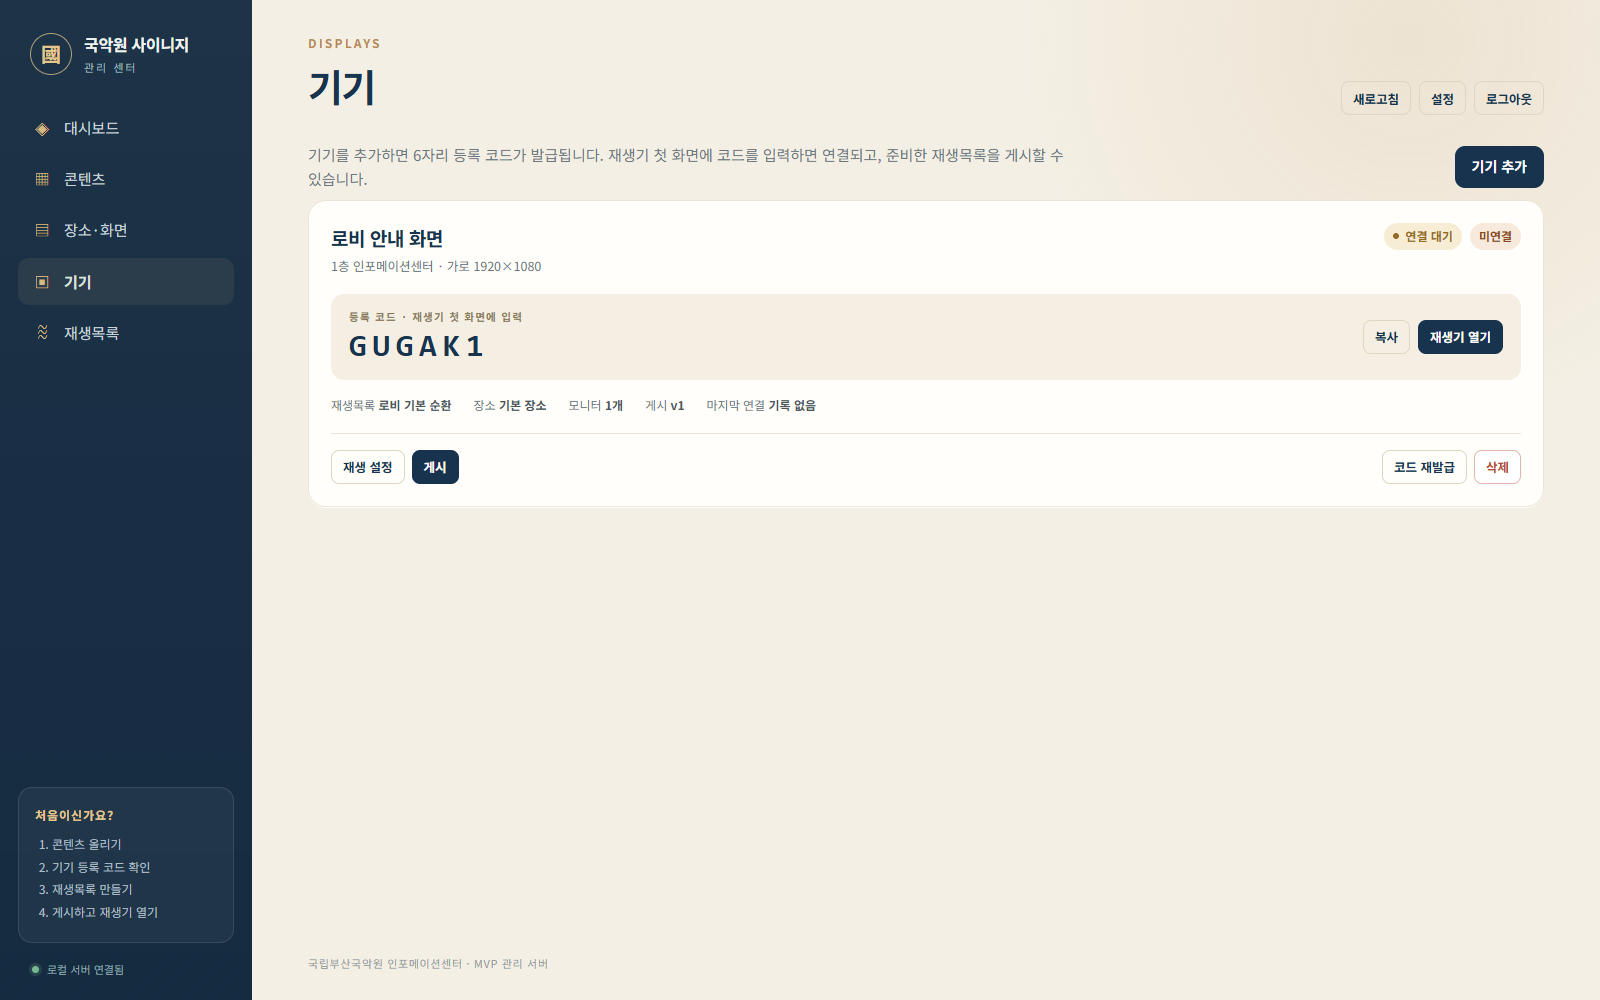 國
국악원 사이니지
관리 센터
대시보드
콘텐츠
장소·화면
기기
재생목록
처음이신가요?
1. 콘텐츠 올리기
2. 기기 등록 코드 확인
3. 재생목록 만들기
4. 게시하고 재생기 열기
로컬 서버 연결됨
DISPLAYS
기기
새로고침
설정
로그아웃
기기를 추가하면 6자리 등록 코드가 발급됩니다. 재생기 첫 화면에 코드를 입력하면 연결되고, 준비한 재생목록을 게시할 수
있습니다.
기기 추가
로비 안내 화면
1층 인포메이션센터 · 가로 1920×1080
연결 대기
미연결
등록 코드 · 재생기 첫 화면에 입력
GUGAK1
복사
재생기 열기
재생목록 로비 기본 순환 장소 기본 장소 모니터 1개 게시 v1 마지막 연결 기록 없음
재생 설정
게시
코드 재발급
삭제
국립부산국악원 인포메이션센터 · MVP 관리 서버